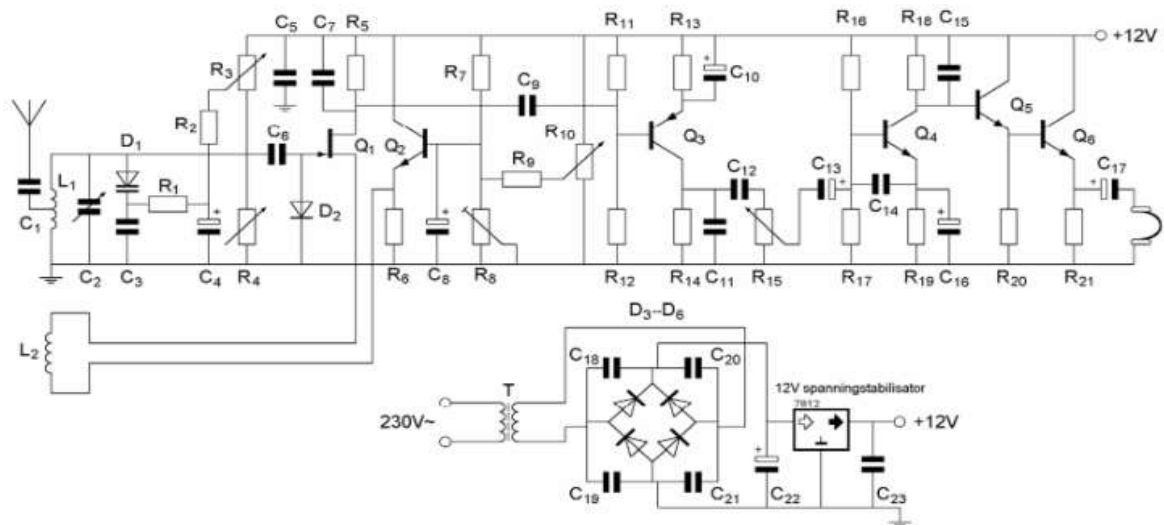 R11 R13 R16 R18 C15
C5 C7 R5
+12V
R3 R7 C9 C10
R2 Q5
D1 C6 Q1 Q2 R10 Q3 Q4 Q6
R9 C12 C13 C17
L1 R1 C14
C1 D2
C2 C3 C4 R4 R6 C8 R8 R12 R14 C11 R15 R17 R19 C16 R20 R21
D3--D6
L2
C18 C20
12V spanningstabilisator
T 7812
230V~ +12V
C19 C21 C22 C23